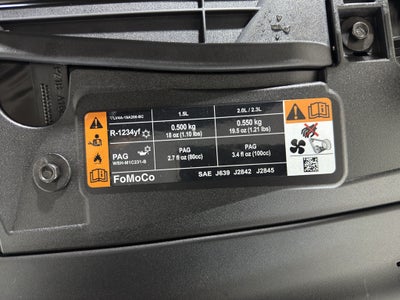 1.5L
2.0L / 2.3L
R-1234yf
0.500 kg
18 oz (1.10 lbs)
0.550 kg
19.5 oz (1.21 lbs)
PAG
WSH-M1C231-B
PAG
2.7 fl oz (80cc)
PAG
3.4 fl oz (100cc)
FoMoCo
SAE J639 J2842 J2845